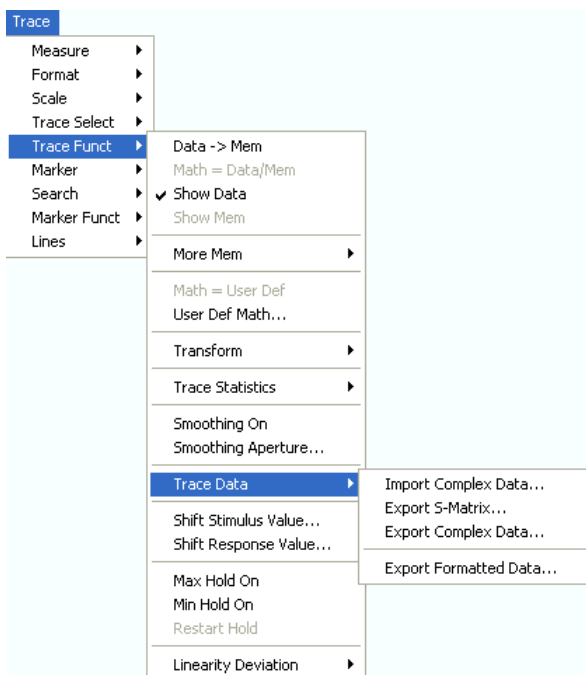 Trace
Measure
Format
Scale
Trace Select
Trace Funct
Marker
Search
Marker Funct
Lines
Data -> Mem
Math = Data/Mem
Show Data
Show Mem
More Mem
Math = User Def
User Def Math...
Transform
Trace Statistics
Smoothing On
Smoothing Aperture...
Trace Data
Shift Stimulus Value...
Shift Response Value...
Max Hold On
Min Hold On
Restart Hold
Linearity Deviation
Import Complex Data...
Export S-Matrix...
Export Complex Data...
Export Formatted Data...